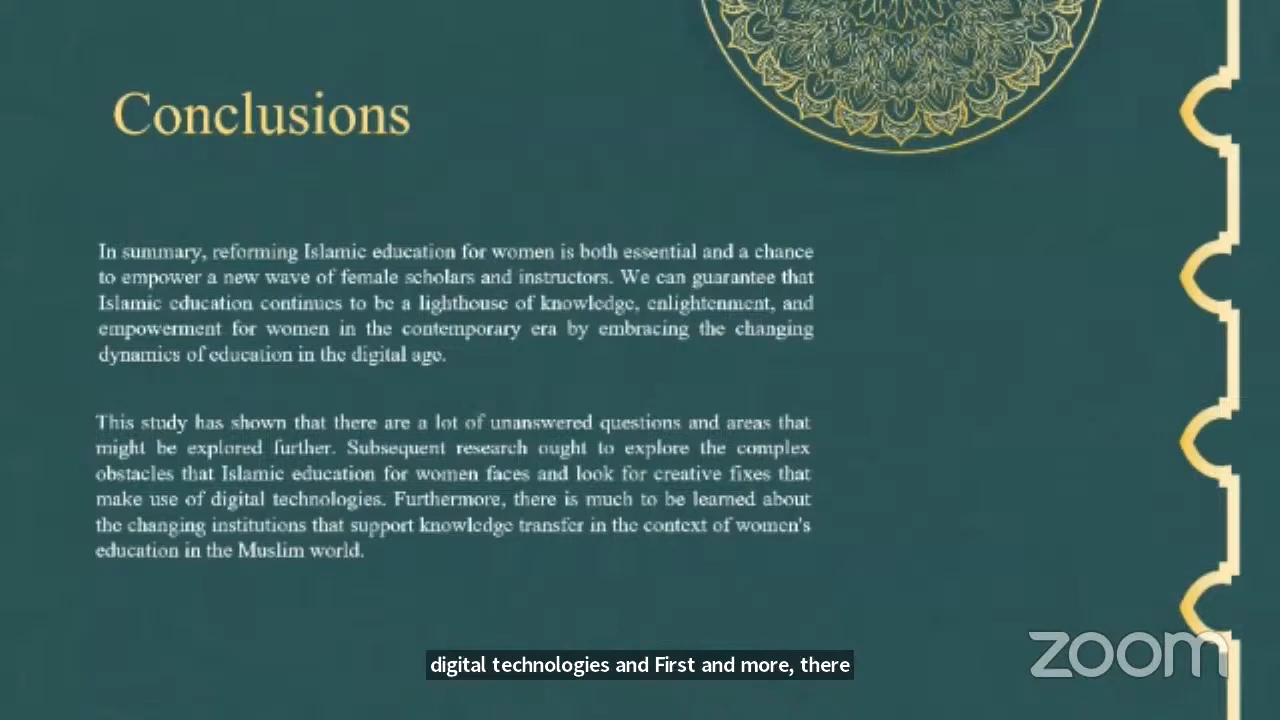 Conclusions
In summary, reforming Islamic education for women is both essential and a chance
to empower a new wave of female scholars and instructors. We can guarantee that
Islamic education continues to be a lighthouse of knowledge, enlightenment, and
empowerment for women in the contemporary era by embracing the changing
dynamics of education in the digital age.
This study has shown that there are a lot of unanswered questions and areas that
might be explored further. Subsequent research ought to explore the complex
obstacles that Islamic education for women faces and look for creative fixes that
make use of digital technologies. Furthermore, there is much to be learned about
the changing institutions that support knowledge transfer in the context of women's
education in the Muslim world.
digital technologies and First and more, there
zoom